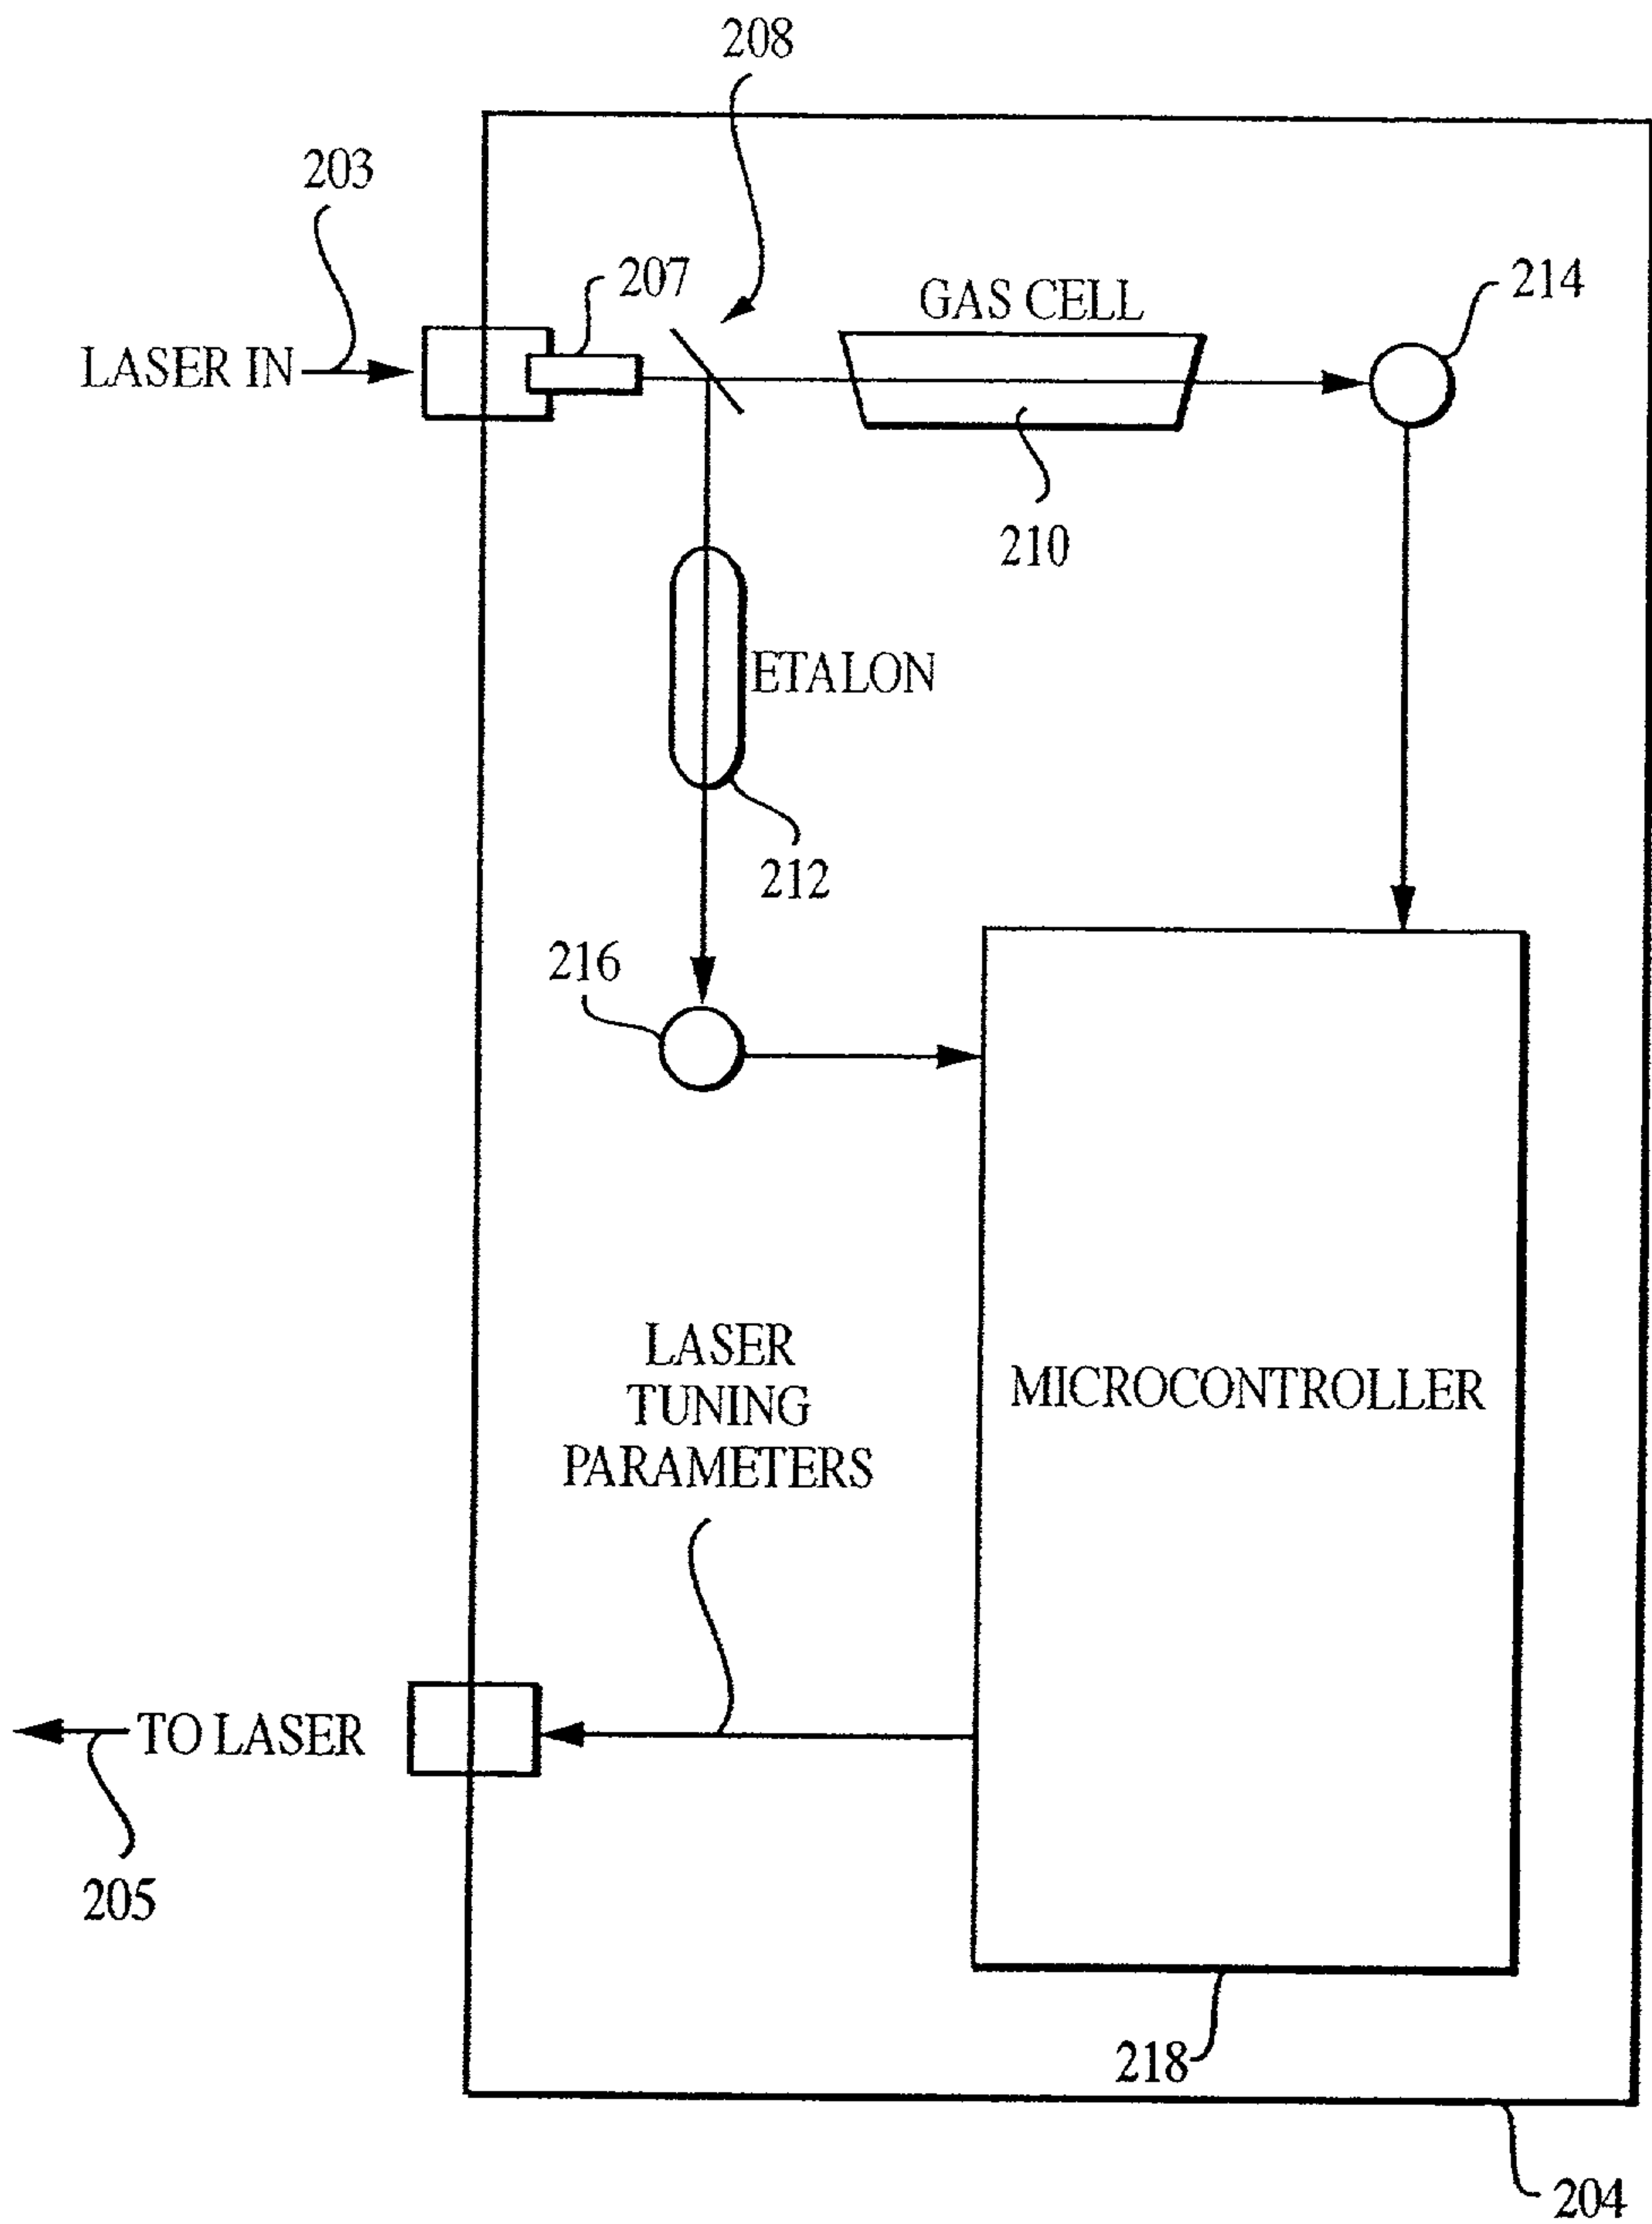 208
203
207
GAS CELL
214
LASER IN
210
ETALON
212
216
LASER
TUNING
PARAMETERS
MICROCONTROLLER
TO LASER
205
218
204